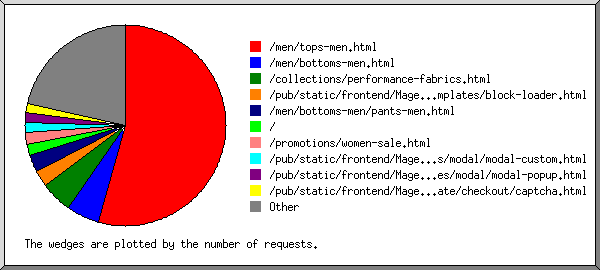 /men/tops-men.html
/men/bottoms-men.html
/collections/performance-fabrics.html
/pub/static/frontend/Mage...mplates/block-loader.html
/men/bottoms-men/pants-men.html
/
/promotions/women-sale.html
/pub/static/frontend/Mage...s/modal/modal-custom.html
/pub/static/frontend/Mage...es/modal/modal-popup.html
/pub/static/frontend/Mage...ate/checkout/captcha.html
Other
The wedges are plotted by the number of requests.